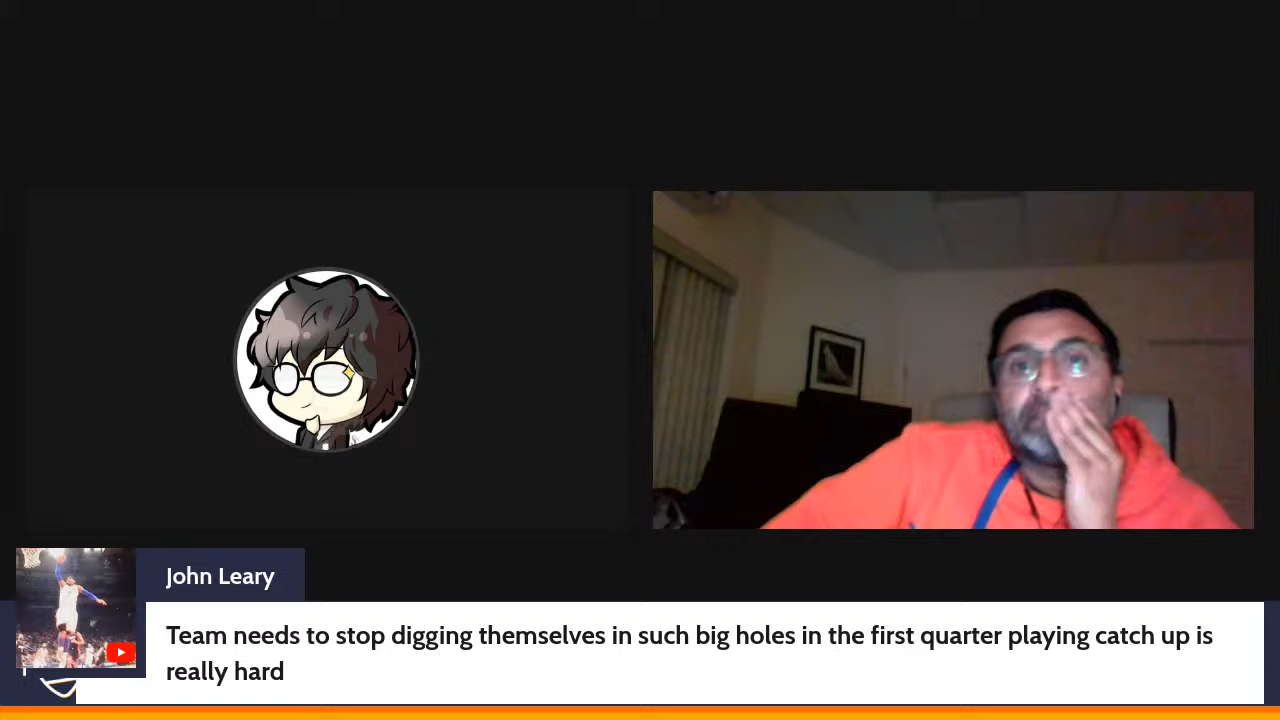 John Leary
Team needs to stop digging themselves in such big holes in the first quarter playing catch up is
really hard